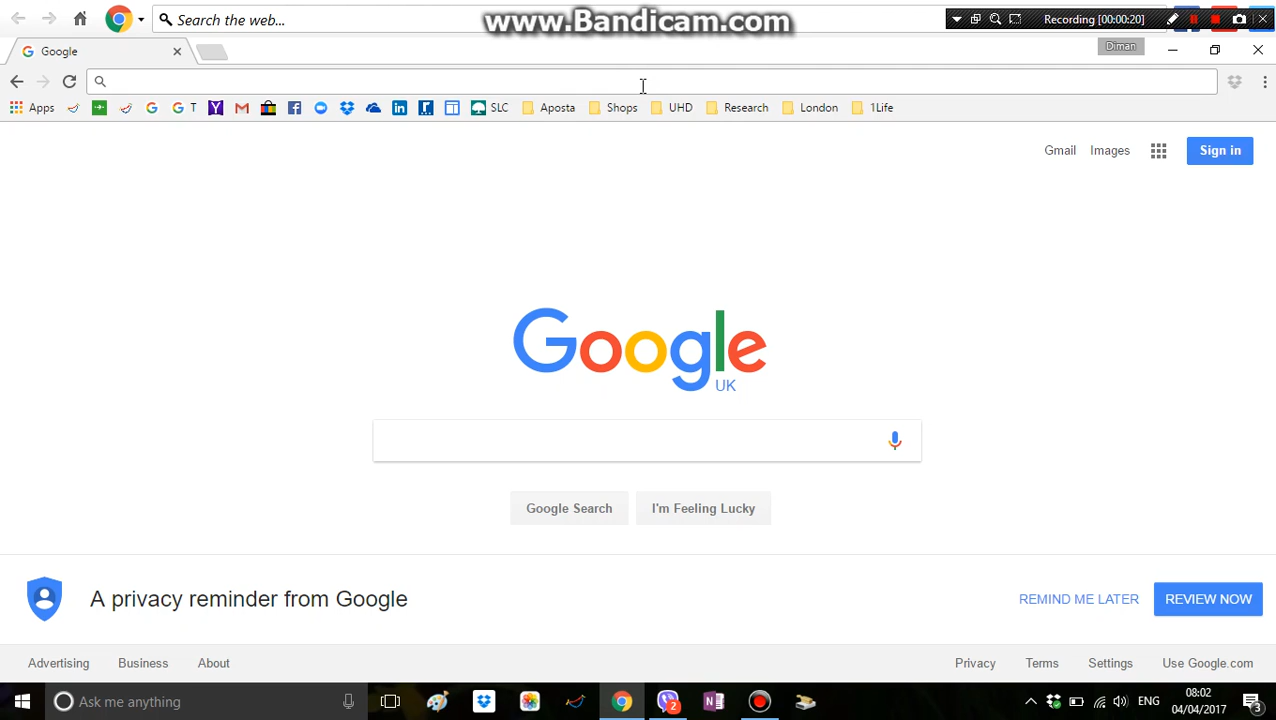 Search the web...
www.Bandicam.com
Recording [00:00:20]
Google
Diman
Apps
T
SLC
Aposta
Shops
UHD
Research
London
1Life
Gmail
Images
Sign in
Google
UK
Google Search
I'm Feeling Lucky
A privacy reminder from Google
REMIND ME LATER
REVIEW NOW
Advertising
Business
About
Privacy
Terms
Settings
Use Google.com
Ask me anything
2
ENG
08:02
04/04/2017
3